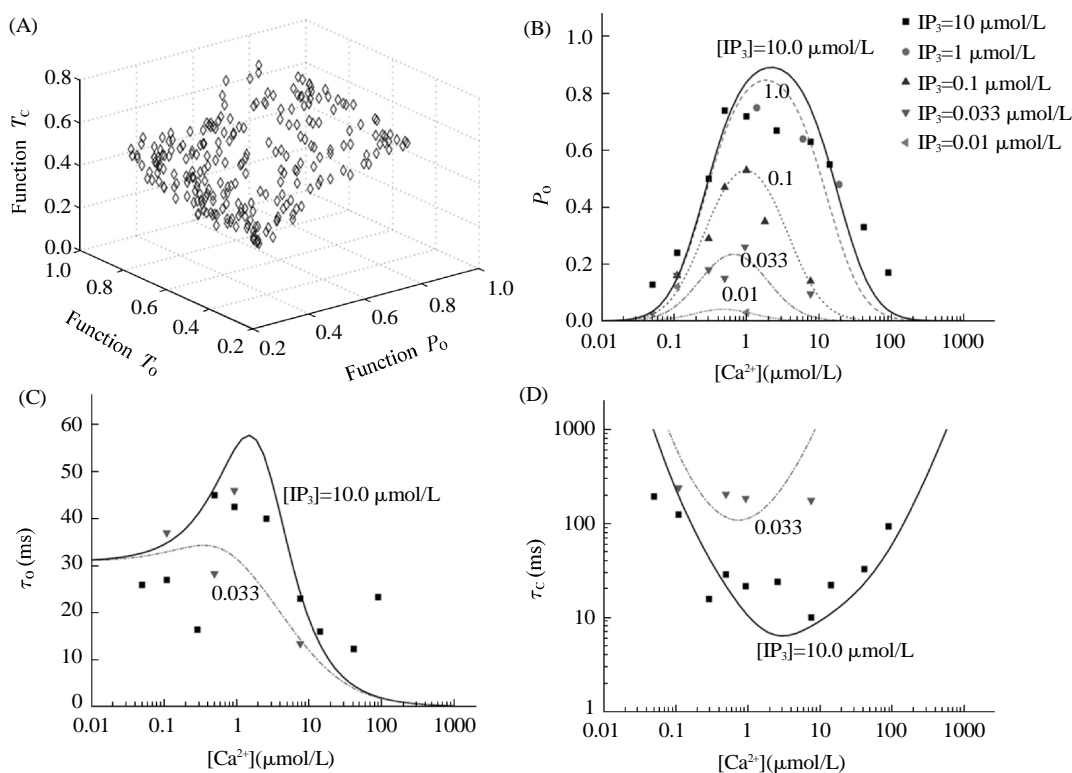 (A)
Function T_C
0.8
0.6
0.4
0.2
0.0
1.0
0.8
0.6
0.4
0.2
Function T_O
0.2
0.4
0.6
0.8
1.0
Function P_O
(B)
P_O
1.0
0.8
0.6
0.4
0.2
0.0
[IP₃]=10.0 μmol/L
1.0
0.1
0.033
0.01
0.01
0.1
1
10
100
1000
[Ca²⁺](μmol/L)
IP₃=10 μmol/L
IP₃=1 μmol/L
IP₃=0.1 μmol/L
IP₃=0.033 μmol/L
IP₃=0.01 μmol/L
(C)
τ_O (ms)
60
50
40
30
20
10
0
[IP₃]=10.0 μmol/L
0.033
0.01
0.1
1
10
100
1000
[Ca²⁺](μmol/L)
(D)
τ_C (ms)
1000
100
10
1
0.033
[IP₃]=10.0 μmol/L
0.01
0.1
1
10
100
1000
[Ca²⁺](μmol/L)